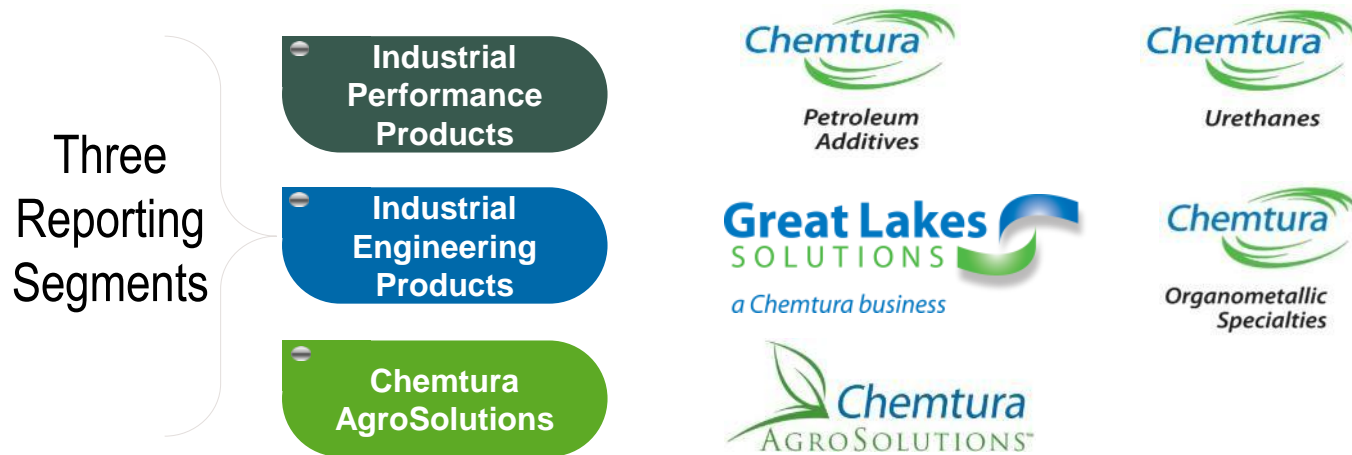 Three
Reporting
Segments
Industrial
Performance
Products
Chemtura
Petroleum
Additives
Chemtura
Urethanes
Industrial
Engineering
Products
Great Lakes
SOLUTIONS
a Chemtura business
Chemtura
Organometallic
Specialties
Chemtura
AgroSolutions
Chemtura
AGROSOLUTIONS™